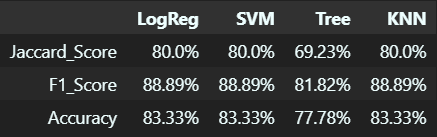 LogReg SVM Tree KNN
Jaccard_Score 80.0% 80.0% 69.23% 80.0%
F1_Score 88.89% 88.89% 81.82% 88.89%
Accuracy 83.33% 83.33% 77.78% 83.33%